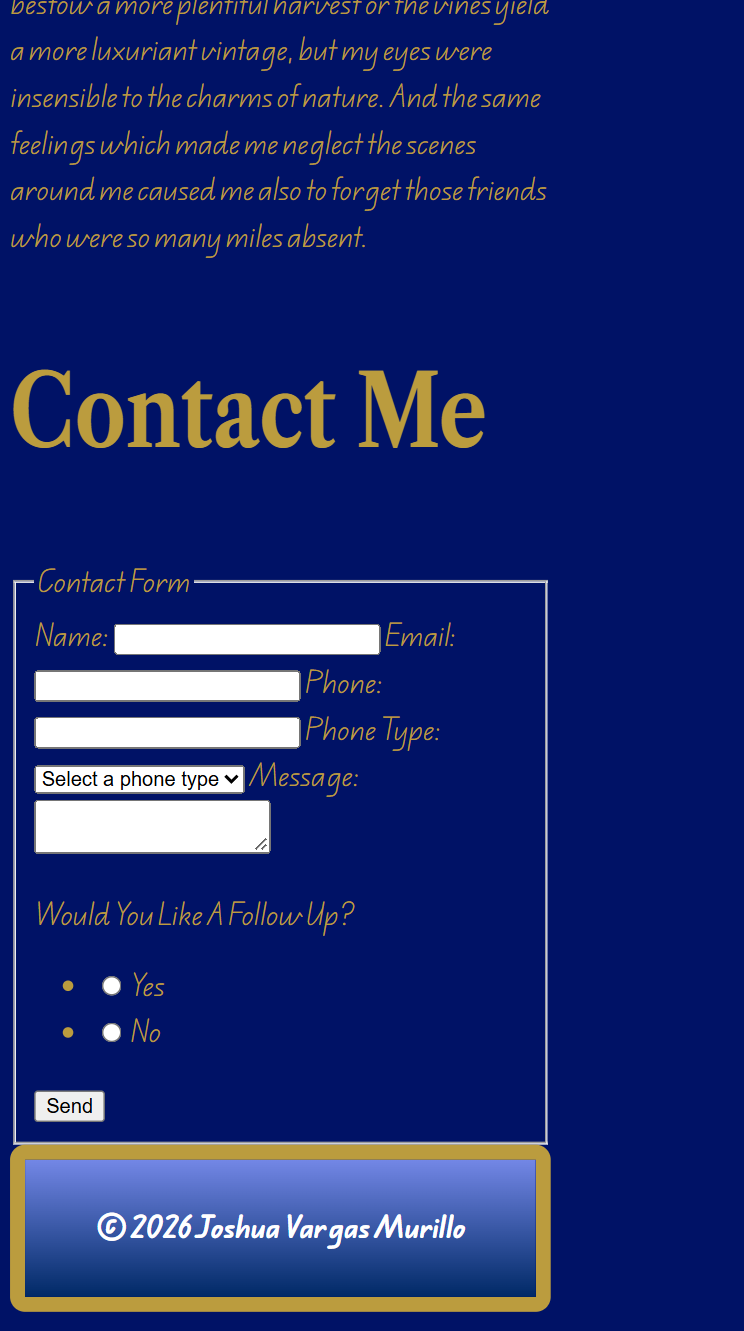 bestow a more plentiful harvest or the vines yield
a more luxuriant vintage, but my eyes were
insensible to the charms of nature. And the same
feelings which made me neglect the scenes
around me caused me also to forget those friends
who were so many miles absent.
Contact Me
Contact Form
Name: Email:
Phone:
Phone Type:
Select a phone type Message:
Would You Like A Follow Up?
Yes
No
Send
© 2026 Joshua Vargas Murillo